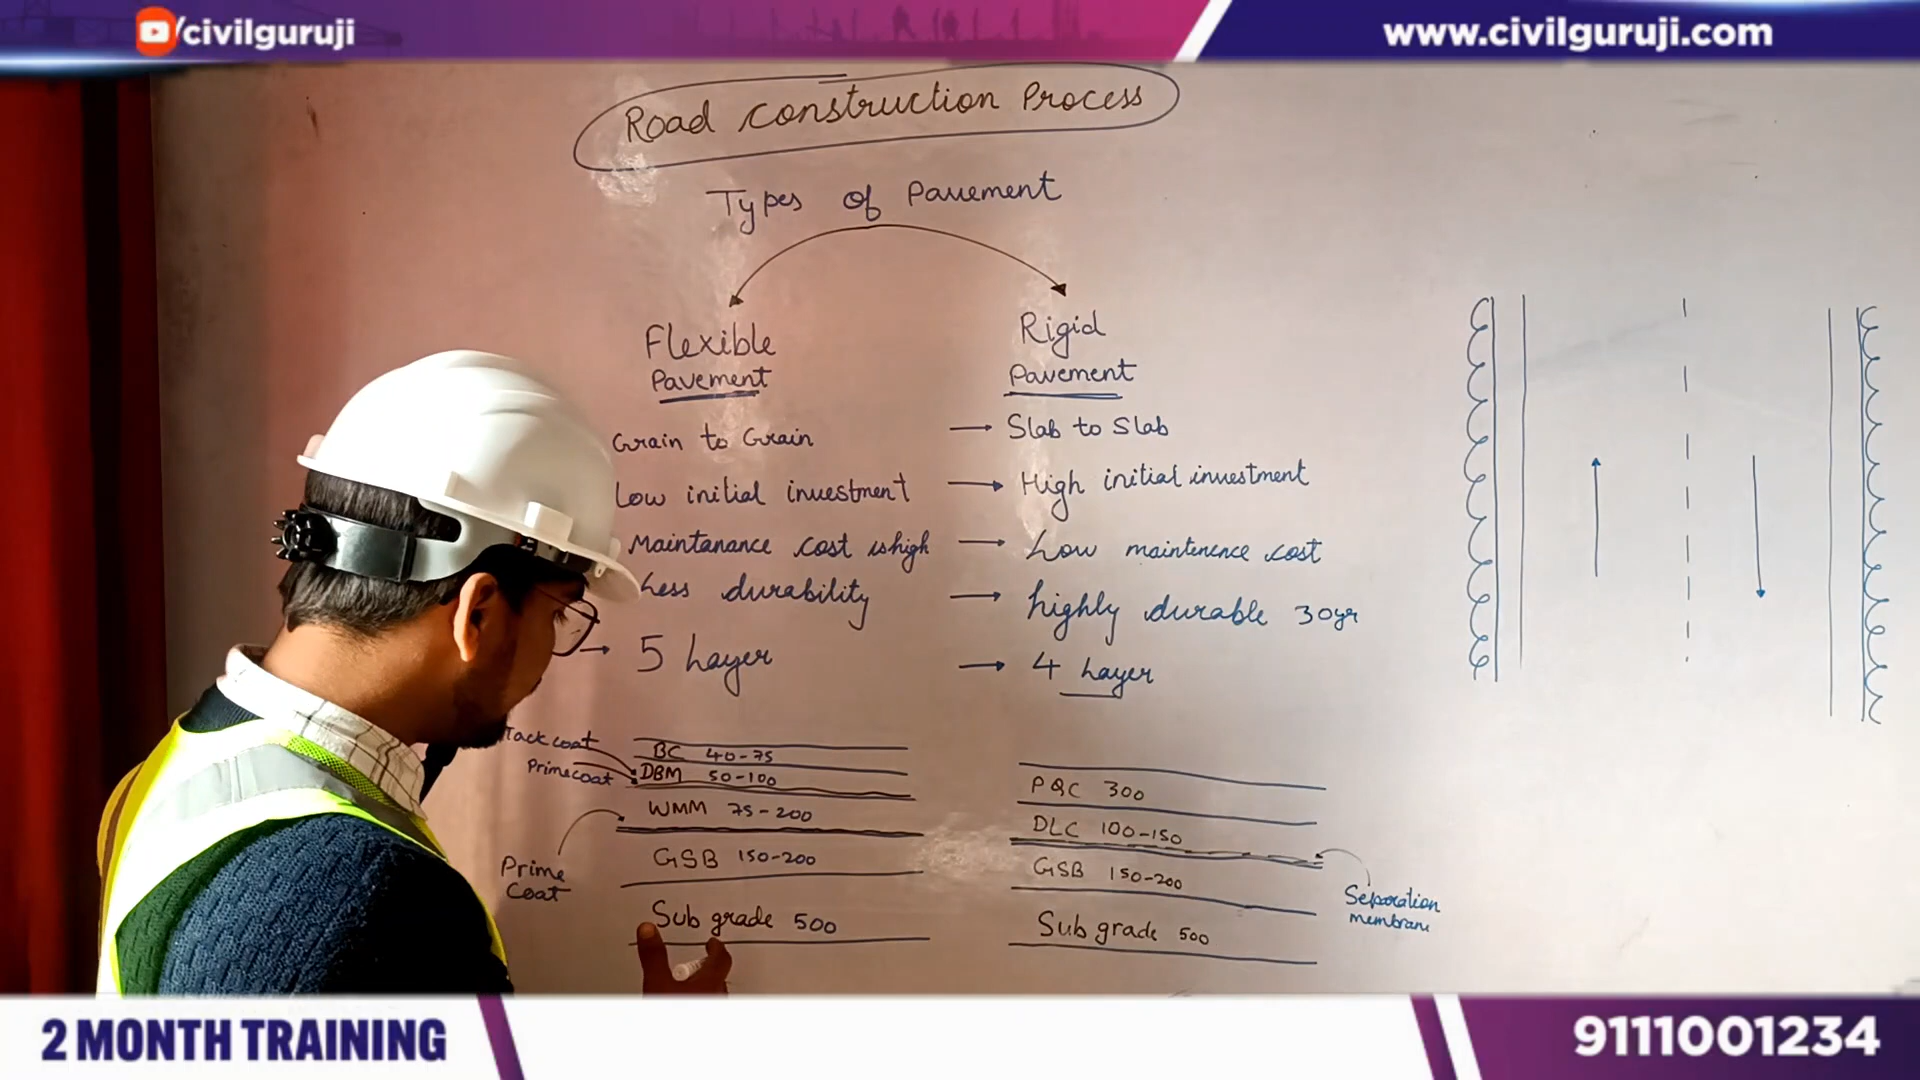 /civilguruji
www.civilguruji.com
Road construction Process
Types of Pavement
Flexible
Pavement
Grain to Grain
Low initial investment
Maintanance cost is high
Less durability
→ 5 Layer
Rigid
Pavement
→ Slab to Slab
→ High initial investment
→ Low maintenence cost
→ highly durable 30yr
→ 4 Layer
Tack coat
Prime coat
Prime
Coat
BC 40-75
DBM 50-100
WMM 75-200
GSB 150-200
Sub grade 500
PQC 300
DLC 100-150
GSB 150-200
Sub grade 500
Separation
membrane
2 MONTH TRAINING
9111001234